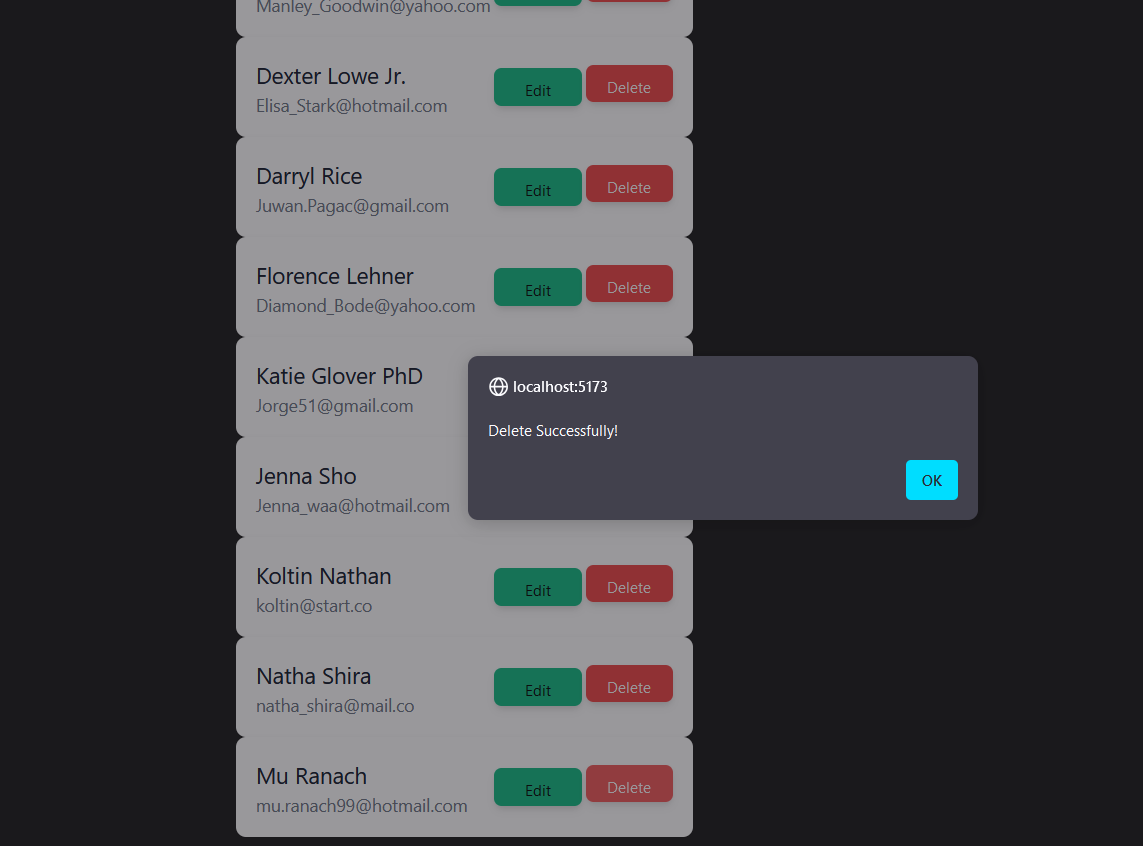 Manley_Goodwin@yahoo.com
Dexter Lowe Jr.
Elisa_Stark@hotmail.com
Edit Delete
Darryl Rice
Juwan.Pagac@gmail.com
Edit Delete
Florence Lehner
Diamond_Bode@yahoo.com
Edit Delete
Katie Glover PhD
Jorge51@gmail.com
localhost:5173
Delete Successfully!
OK
Jenna Sho
Jenna_waa@hotmail.com
Koltin Nathan
koltin@start.co
Edit Delete
Natha Shira
natha_shira@mail.co
Edit Delete
Mu Ranach
mu.ranach99@hotmail.com
Edit Delete